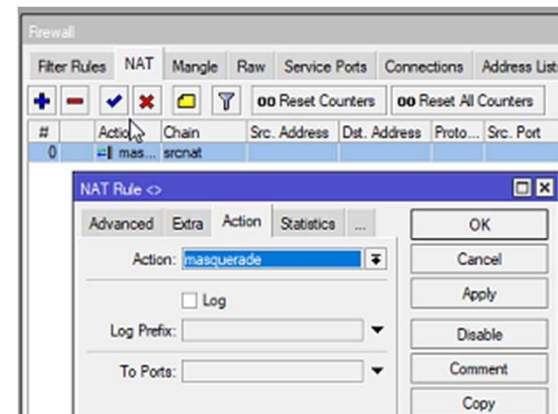 Firewall
Filter Rules NAT Mangle Raw Service Ports Connections Address List
00 Reset Counters 00 Reset All Counters
# Action Chain Src. Address Dst. Address Proto... Src. Port
0 mas... srcnat
NAT Rule <>
Advanced Extra Action Statistics ... OK
Action: masquerade Cancel
Log Apply
Log Prefix: Disable
To Ports: Comment
Copy